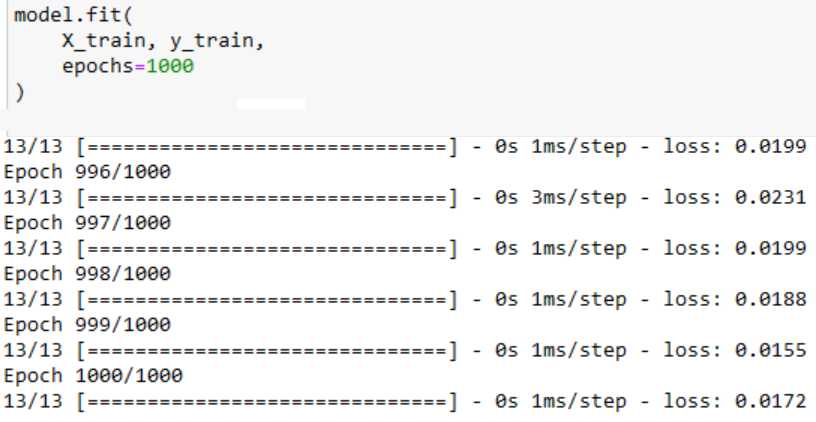 model.fit(
    X_train, y_train,
    epochs=1000
)
13/13 [==============================] - 0s 1ms/step - loss: 0.0199
Epoch 996/1000
13/13 [==============================] - 0s 3ms/step - loss: 0.0231
Epoch 997/1000
13/13 [==============================] - 0s 1ms/step - loss: 0.0199
Epoch 998/1000
13/13 [==============================] - 0s 1ms/step - loss: 0.0188
Epoch 999/1000
13/13 [==============================] - 0s 1ms/step - loss: 0.0155
Epoch 1000/1000
13/13 [==============================] - 0s 1ms/step - loss: 0.0172